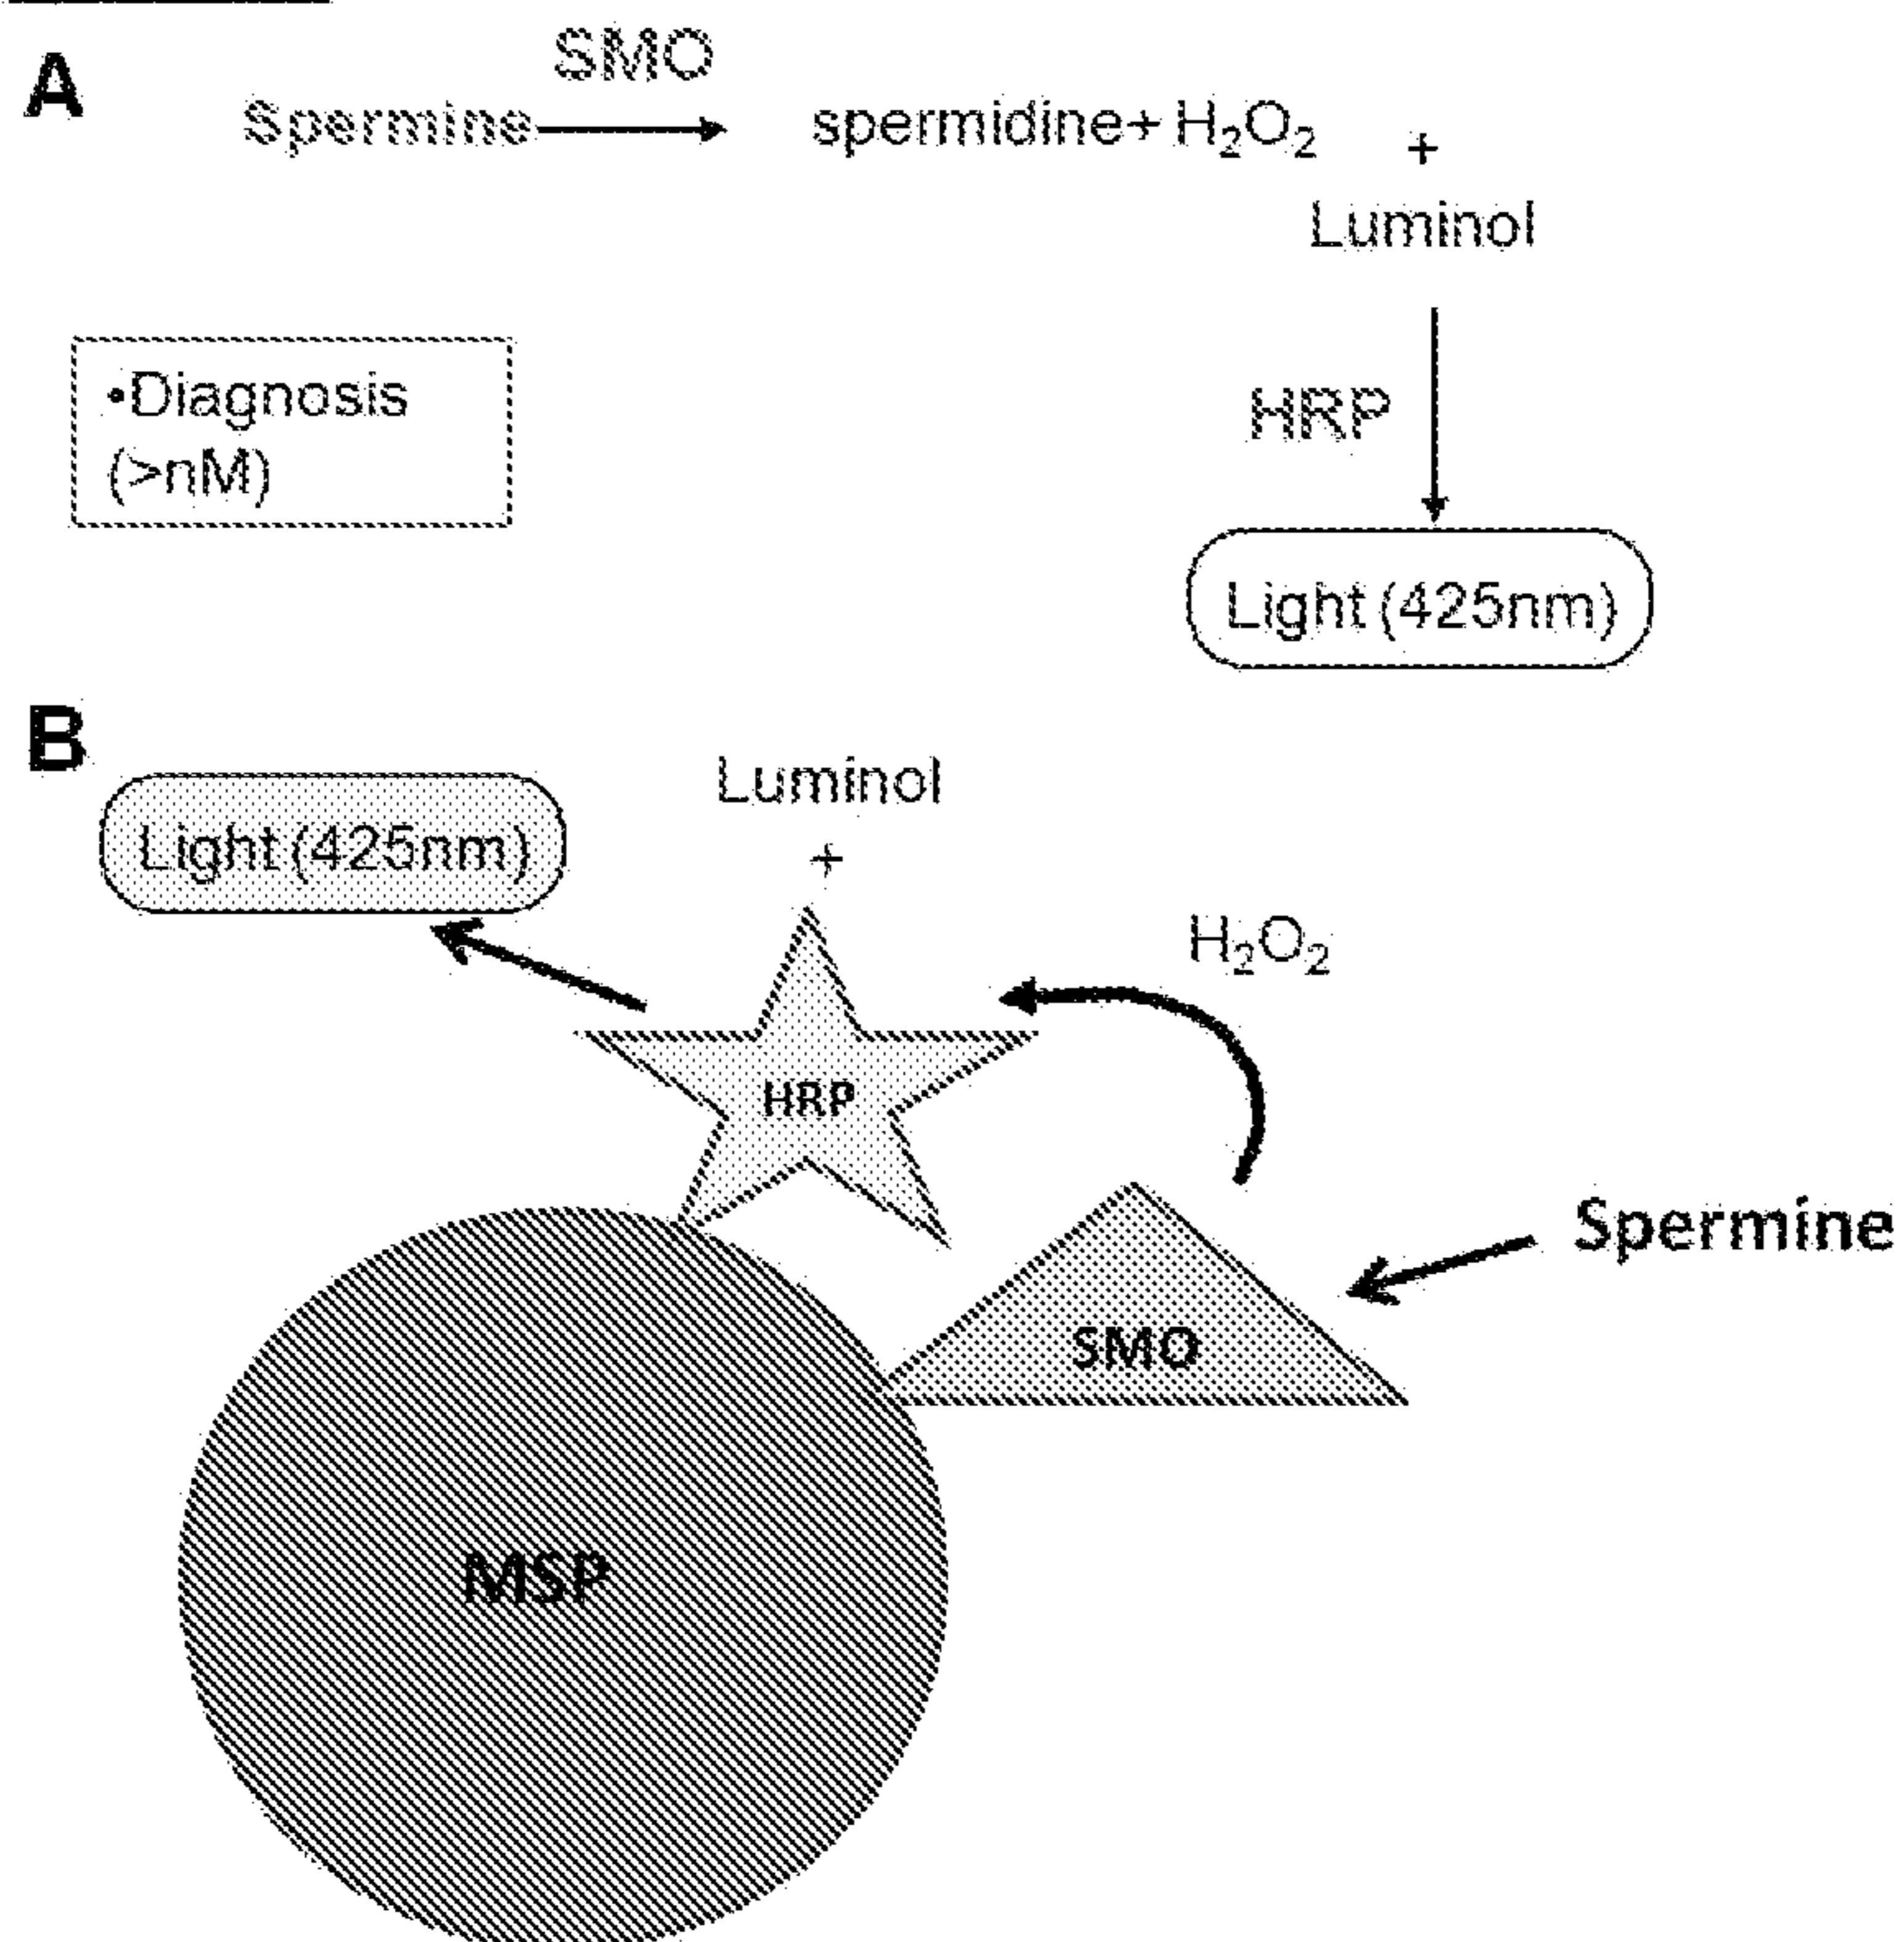 A
SMO
Spermine spermidine+ H₂O₂ +
Luminol
•Diagnosis
(>nM)
HRP
Light (425nm)
B
Luminol
Light (425nm)
+
H₂O₂
HRP
Spermine
SMO
MSP